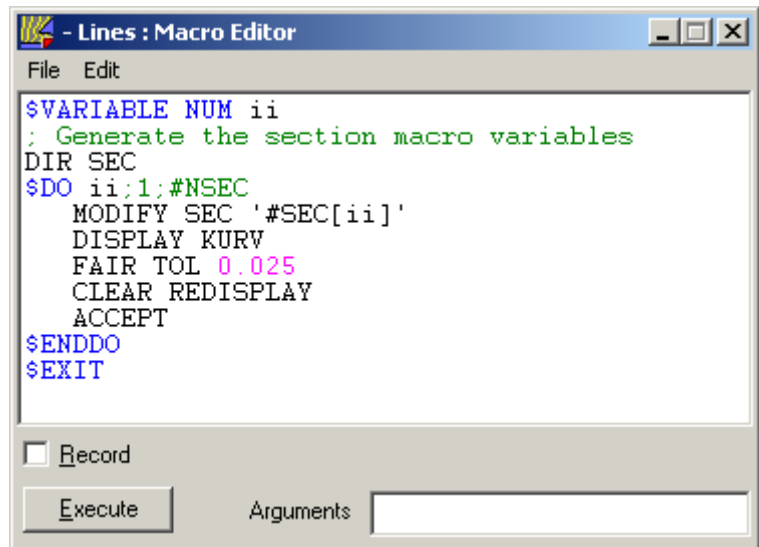 - Lines : Macro Editor
File Edit
$VARIABLE NUM ii
; Generate the section macro variables
DIR SEC
$DO ii;1;#NSEC
   MODIFY SEC '#SEC[ii]'
   DISPLAY KURV
   FAIR TOL 0.025
   CLEAR REDISPLAY
   ACCEPT
$ENDDO
$EXIT
Record
Execute Arguments